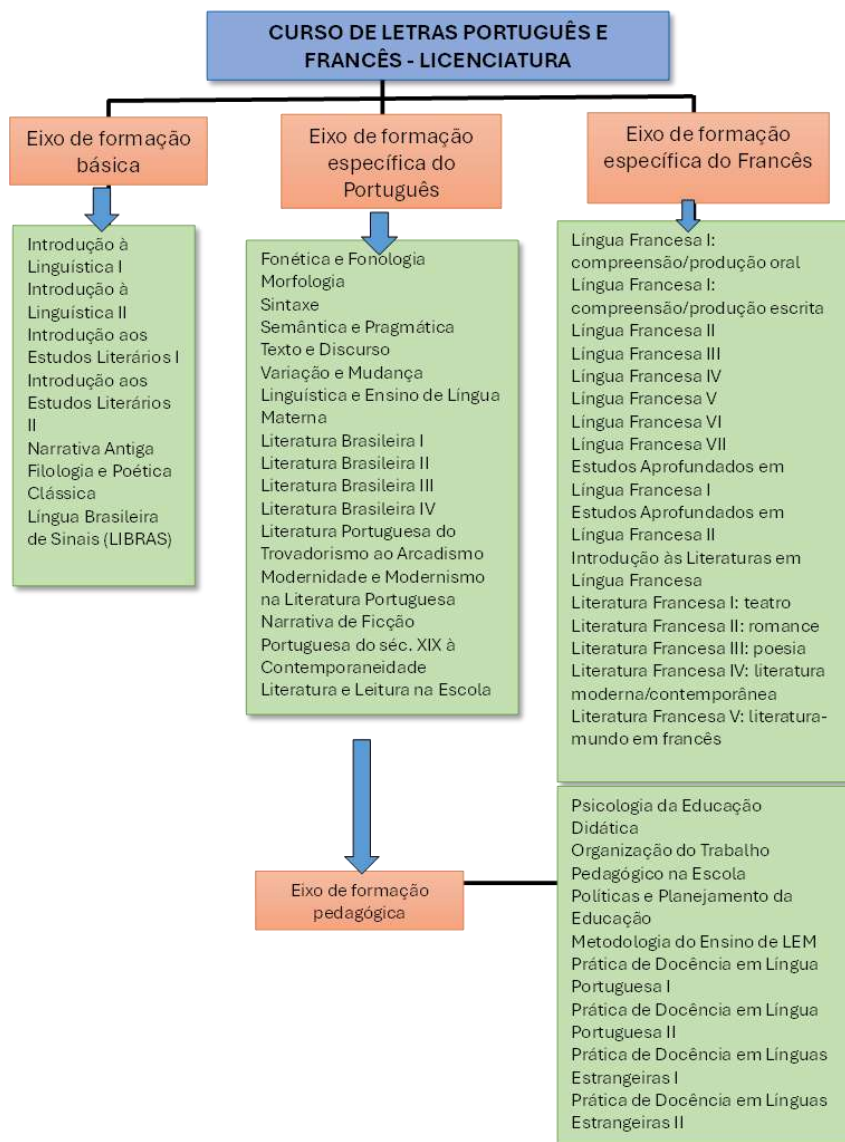 CURSO DE LETRAS PORTUGUÊS E
FRANCÊS - LICENCIATURA
Eixo de formação
básica
Introdução à
Linguística I
Introdução à
Linguística II
Introdução aos
Estudos Literários I
Introdução aos
Estudos Literários
II
Narrativa Antiga
Filologia e Poética
Clássica
Língua Brasileira
de Sinais (LIBRAS)
Eixo de formação
específica do
Português
Fonética e Fonologia
Morfologia
Sintaxe
Semântica e Pragmática
Texto e Discurso
Variação e Mudança
Linguística e Ensino de Língua
Materna
Literatura Brasileira I
Literatura Brasileira II
Literatura Brasileira III
Literatura Brasileira IV
Literatura Portuguesa do
Trovadorismo ao Arcadismo
Modernidade e Modernismo
na Literatura Portuguesa
Narrativa de Ficção
Portuguesa do séc. XIX à
Contemporaneidade
Literatura e Leitura na Escola
Eixo de formação
específica do Francês
Língua Francesa I:
compreensão/produção oral
Língua Francesa I:
compreensão/produção escrita
Língua Francesa II
Língua Francesa III
Língua Francesa IV
Língua Francesa V
Língua Francesa VI
Língua Francesa VII
Estudos Aprofundados em
Língua Francesa I
Estudos Aprofundados em
Língua Francesa II
Introdução às Literaturas em
Língua Francesa
Literatura Francesa I: teatro
Literatura Francesa II: romance
Literatura Francesa III: poesia
Literatura Francesa IV: literatura
moderna/contemporânea
Literatura Francesa V: literatura-
mundo em francês
Eixo de formação
pedagógica
Psicologia da Educação
Didática
Organização do Trabalho
Pedagógico na Escola
Políticas e Planejamento da
Educação
Metodologia do Ensino de LEM
Prática de Docência em Língua
Portuguesa I
Prática de Docência em Língua
Portuguesa II
Prática de Docência em Línguas
Estrangeiras I
Prática de Docência em Línguas
Estrangeiras II